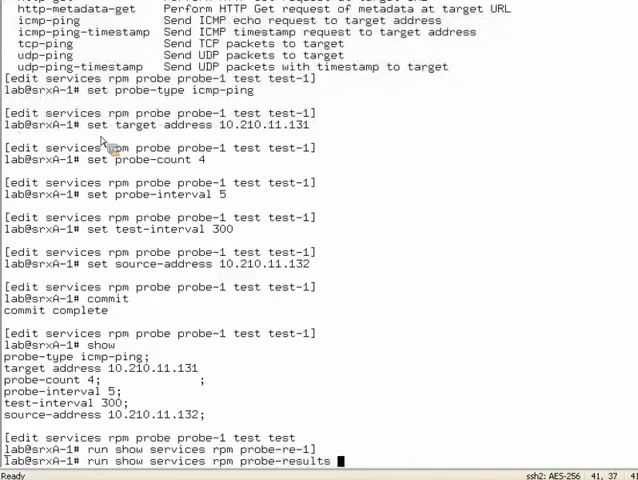 http-metadata-get    Perform HTTP Get request of metadata at target URL
icmp-ping            Send ICMP echo request to target address
icmp-ping-timestamp  Send ICMP timestamp request to target address
tcp-ping             Send TCP packets to target
udp-ping             Send UDP packets to target
udp-ping-timestamp   Send UDP packets with timestamp to target
[edit services rpm probe probe-1 test test-1]
lab@srxA-1# set probe-type icmp-ping
[edit services rpm probe probe-1 test test-1]
lab@srxA-1# set target address 10.210.11.131
[edit services rpm probe probe-1 test test-1]
lab@srxA-1# set probe-count 4
[edit services rpm probe probe-1 test test-1]
lab@srxA-1# set probe-interval 5
[edit services rpm probe probe-1 test test-1]
lab@srxA-1# set test-interval 300
[edit services rpm probe probe-1 test test-1]
lab@srxA-1# set source-address 10.210.11.132
[edit services rpm probe probe-1 test test-1]
lab@srxA-1# commit
commit complete
[edit services rpm probe probe-1 test test-1]
lab@srxA-1# show
probe-type icmp-ping;
target address 10.210.11.131
probe-count 4;               ;
probe-interval 5;
test-interval 300;
source-address 10.210.11.132;
[edit services rpm probe probe-1 test test
lab@srxA-1# run show services rpm probe-re-1]
lab@srxA-1# run show services rpm probe-results
Ready ssh2: AES-256 41, 37 41